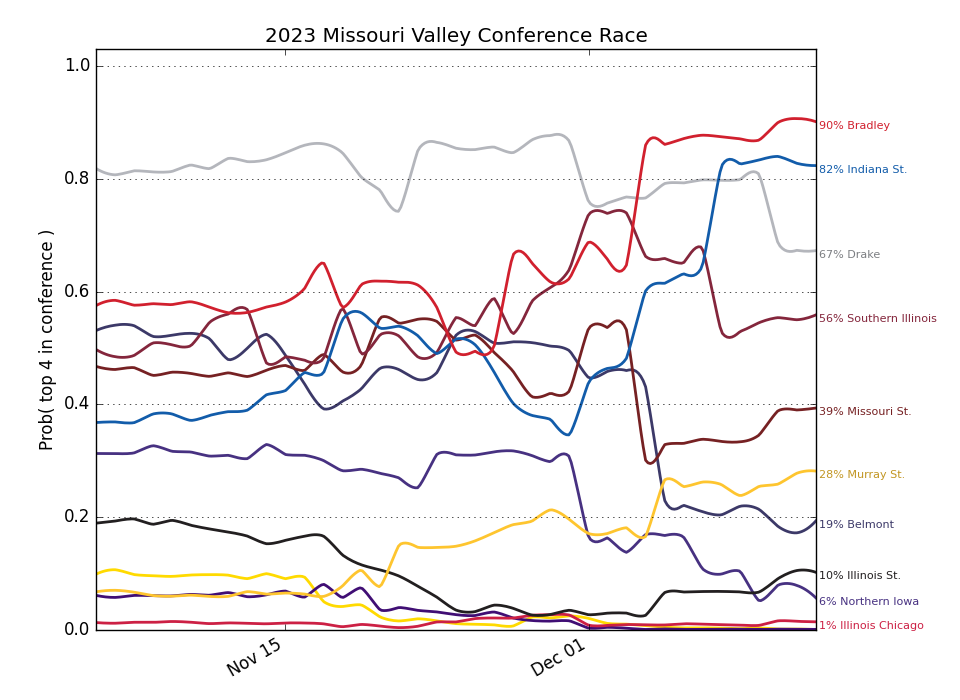 2023 Missouri Valley Conference Race
Prob( top 4 in conference )
1.0
0.8
0.6
0.4
0.2
0.0
Nov 15
Dec 01
90% Bradley
82% Indiana St.
67% Drake
56% Southern Illinois
39% Missouri St.
28% Murray St.
19% Belmont
10% Illinois St.
6% Northern Iowa
1% Illinois Chicago